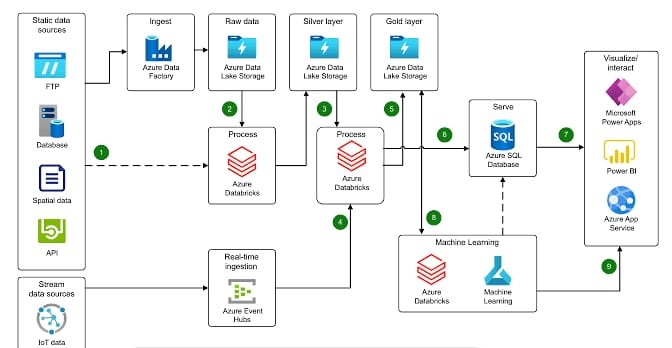 Static data
sources
FTP
Database
Spatial data
API
Stream
data sources
IoT data
Ingest
Azure Data
Factory
Raw data
Azure Data
Lake Storage
Silver layer
Azure Data
Lake Storage
Gold layer
Azure Data
Lake Storage
1
2
3
4
5
6
7
8
9
Process
Azure
Databricks
Process
Azure
Databricks
Serve
SQL
Azure SQL
Database
Real-time
ingestion
Azure Event
Hubs
Machine Learning
Azure
Databricks
Machine
Learning
Visualize/
interact
Microsoft
Power Apps
Power BI
Azure App
Service